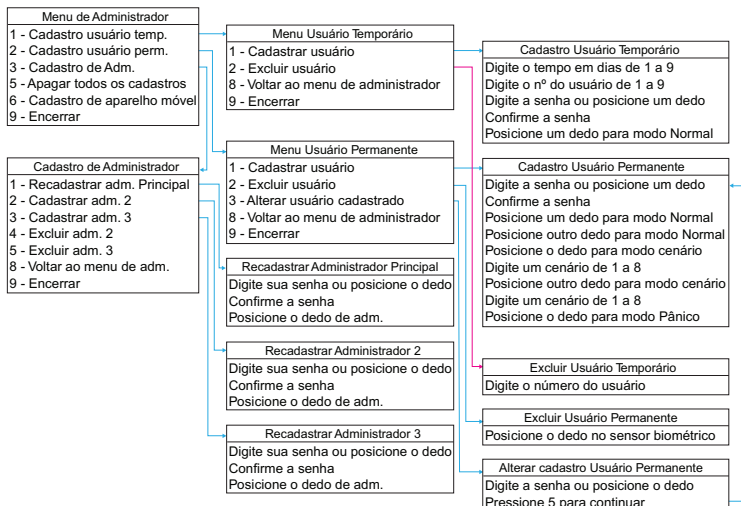 Menu de Administrador
1 - Cadastro usuário temp.
2 - Cadastro usuário perm.
3 - Cadastro de Adm.
5 - Apagar todos os cadastros
6 - Cadastro de aparelho móvel
9 - Encerrar
Cadastro de Administrador
1 - Recadastrar adm. Principal
2 - Cadastrar adm. 2
3 - Cadastrar adm. 3
4 - Excluir adm. 2
5 - Excluir adm. 3
8 - Voltar ao menu de adm.
9 - Encerrar
Menu Usuário Temporário
1 - Cadastrar usuário
2 - Excluir usuário
8 - Voltar ao menu de administrador
9 - Encerrar
Menu Usuário Permanente
1 - Cadastrar usuário
2 - Excluir usuário
3 - Alterar usuário cadastrado
8 - Voltar ao menu de administrador
9 - Encerrar
Recadastrar Administrador Principal
Digite sua senha ou posicione o dedo
Confirme a senha
Posicione o dedo de adm.
Recadastrar Administrador 2
Digite sua senha ou posicione o dedo
Confirme a senha
Posicione o dedo de adm.
Recadastrar Administrador 3
Digite sua senha ou posicione o dedo
Confirme a senha
Posicione o dedo de adm.
Cadastro Usuário Temporário
Digite o tempo em dias de 1 a 9
Digite o nº do usuário de 1 a 9
Digite a senha ou posicione um dedo
Confirme a senha
Posicione um dedo para modo Normal
Cadastro Usuário Permanente
Digite a senha ou posicione um dedo
Confirme a senha
Posicione um dedo para modo Normal
Posicione outro dedo para modo Normal
Posicione o dedo para modo cenário
Digite um cenário de 1 a 8
Posicione outro dedo para modo cenário
Digite um cenário de 1 a 8
Posicione o dedo para modo Pânico
Excluir Usuário Temporário
Digite o número do usuário
Excluir Usuário Permanente
Posicione o dedo no sensor biométrico
Alterar cadastro Usuário Permanente
Digite a senha ou posicione o dedo
Pressione 5 para continuar